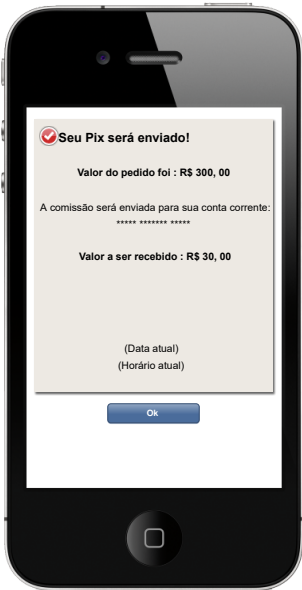 Seu Pix será enviado!
Valor do pedido foi : R$ 300, 00
A comissão será enviada para sua conta corrente:
***** ******* *****
Valor a ser recebido : R$ 30, 00
(Data atual)
(Horário atual)
Ok